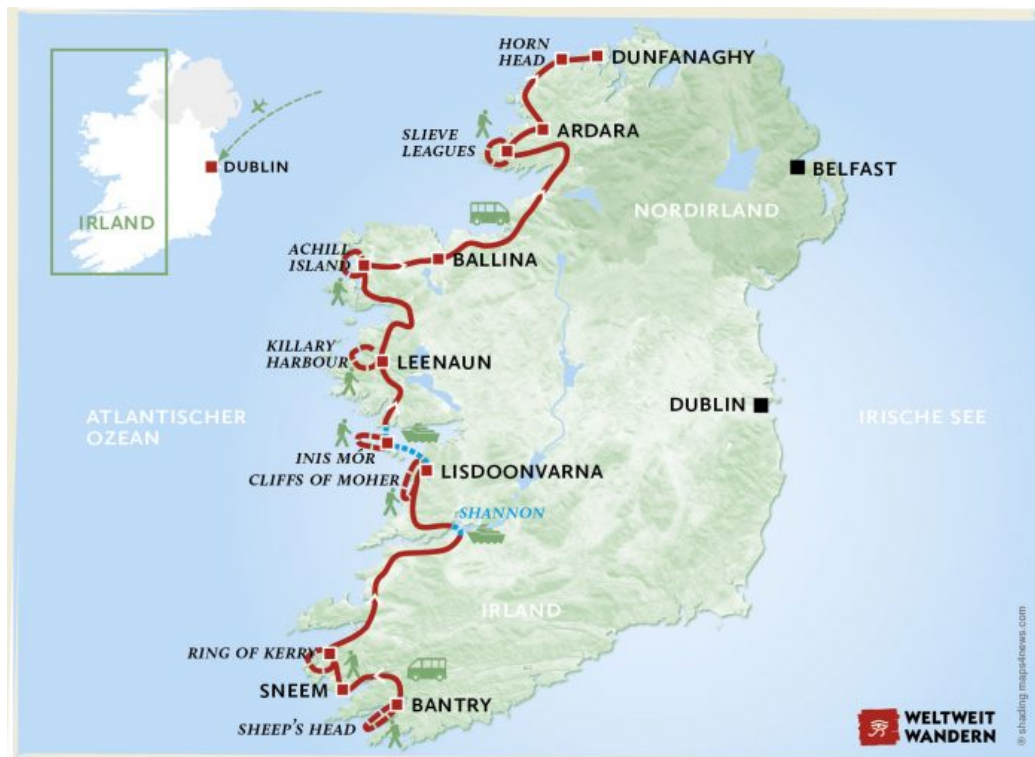 HORN
HEAD
DUNFANAGHY
ARDARA
SLIEVE
LEAGUES
DUBLIN
IRLAND
BELFAST
NORDIRLAND
ACHILL
ISLAND
BALLINA
KILLARY
HARBOUR
LEENAUN
DUBLIN
ATLANTISCHER
OZEAN
IRISCHE SEE
INIS MÓR
CLIFFS OF MOHER
LISDOONVARNA
SHANNON
IRLAND
RING OF KERRY
SNEEM
BANTRY
SHEEP'S HEAD
WELTWEIT
WANDERN
© shading maps4news.com